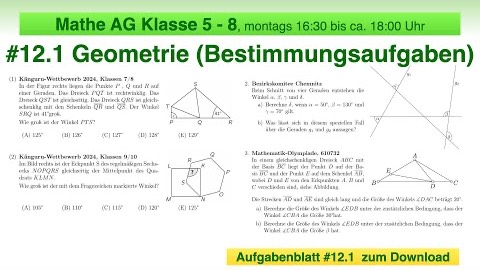 Mathe AG Klasse 5 - 8, montags 16:30 bis ca. 18:00 Uhr
#12.1 Geometrie (Bestimmungsaufgaben)
(1) Känguru-Wettbewerb 2024, Klassen 7/8
In der Figur rechts liegen die Punkte P, Q und R auf
einer Geraden. Das Dreieck PQT ist rechtwinklig. Das
Dreieck QST ist gleichseitig. Das Dreieck QRS ist gleich-
schenklig mit den Schenkeln QR und QS. Der Winkel
SRQ ist 41° groß.
Wie groß ist der Winkel PTS?
(A) 125° (B) 126° (C) 127° (D) 128° (E) 129°
S
T
41°
P Q R
(2) Känguru-Wettbewerb 2024, Klassen 9/10
Im Bild rechts ist der Eckpunkt S des regelmäßigen Sechs-
ecks NOPQRS gleichzeitig der Mittelpunkt des Qua-
drats KLMN.
Wie groß ist der mit dem Fragezeichen markierte Winkel?
(A) 105° (B) 110° (C) 115° (D) 120° (E) 125°
2. Bezirkskomitee Chemnitz
Beim Schnitt von vier Geraden entstehen die
Winkel α, β, γ und δ.
a) Berechne δ, wenn α = 50°, β = 130° und
γ = 70° gilt.
b) Was lässt sich in diesem speziellen Fall
über die Geraden g₁ und g₂ aussagen?
3. Mathematik-Olympiade, 610732
In einem gleichschenkligen Dreieck ABC mit
der Basis BC liegt der Punkt D auf der Ba-
sis BC und der Punkt E auf dem Schenkel AB,
wobei D und E von den Eckpunkten A, B und
C verschieden sind, siehe Abbildung.
A
E
B D C
Die Strecken AD und AE sind gleich lang und die Größe des Winkels DAC beträgt 20°.
a) Berechne die Größe des Winkels EDB unter der zusätzlichen Bedingung, dass der
Winkel CBA die Größe 30° hat.
b) Berechne die Größe des Winkels EDB unter der zusätzlichen Bedingung, dass der
Winkel CBA die Größe β hat.
Aufgabenblatt #12.1 zum Download